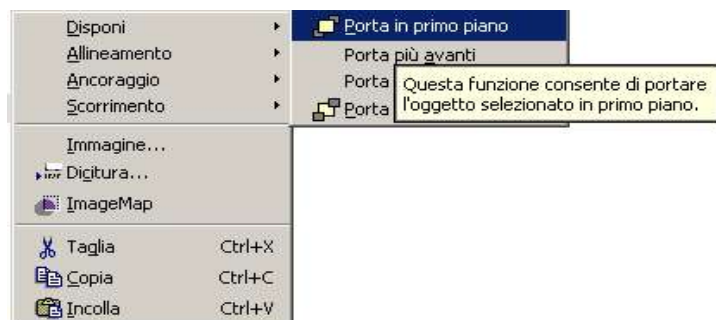 Disponi
Allineamento
Ancoraggio
Scorrimento
Immagine...
Digitura...
ImageMap
Taglia Ctrl+X
Copia Ctrl+C
Incolla Ctrl+V
Porta in primo piano
Porta più avanti
Porta
Porta
Questa funzione consente di portare
l'oggetto selezionato in primo piano.